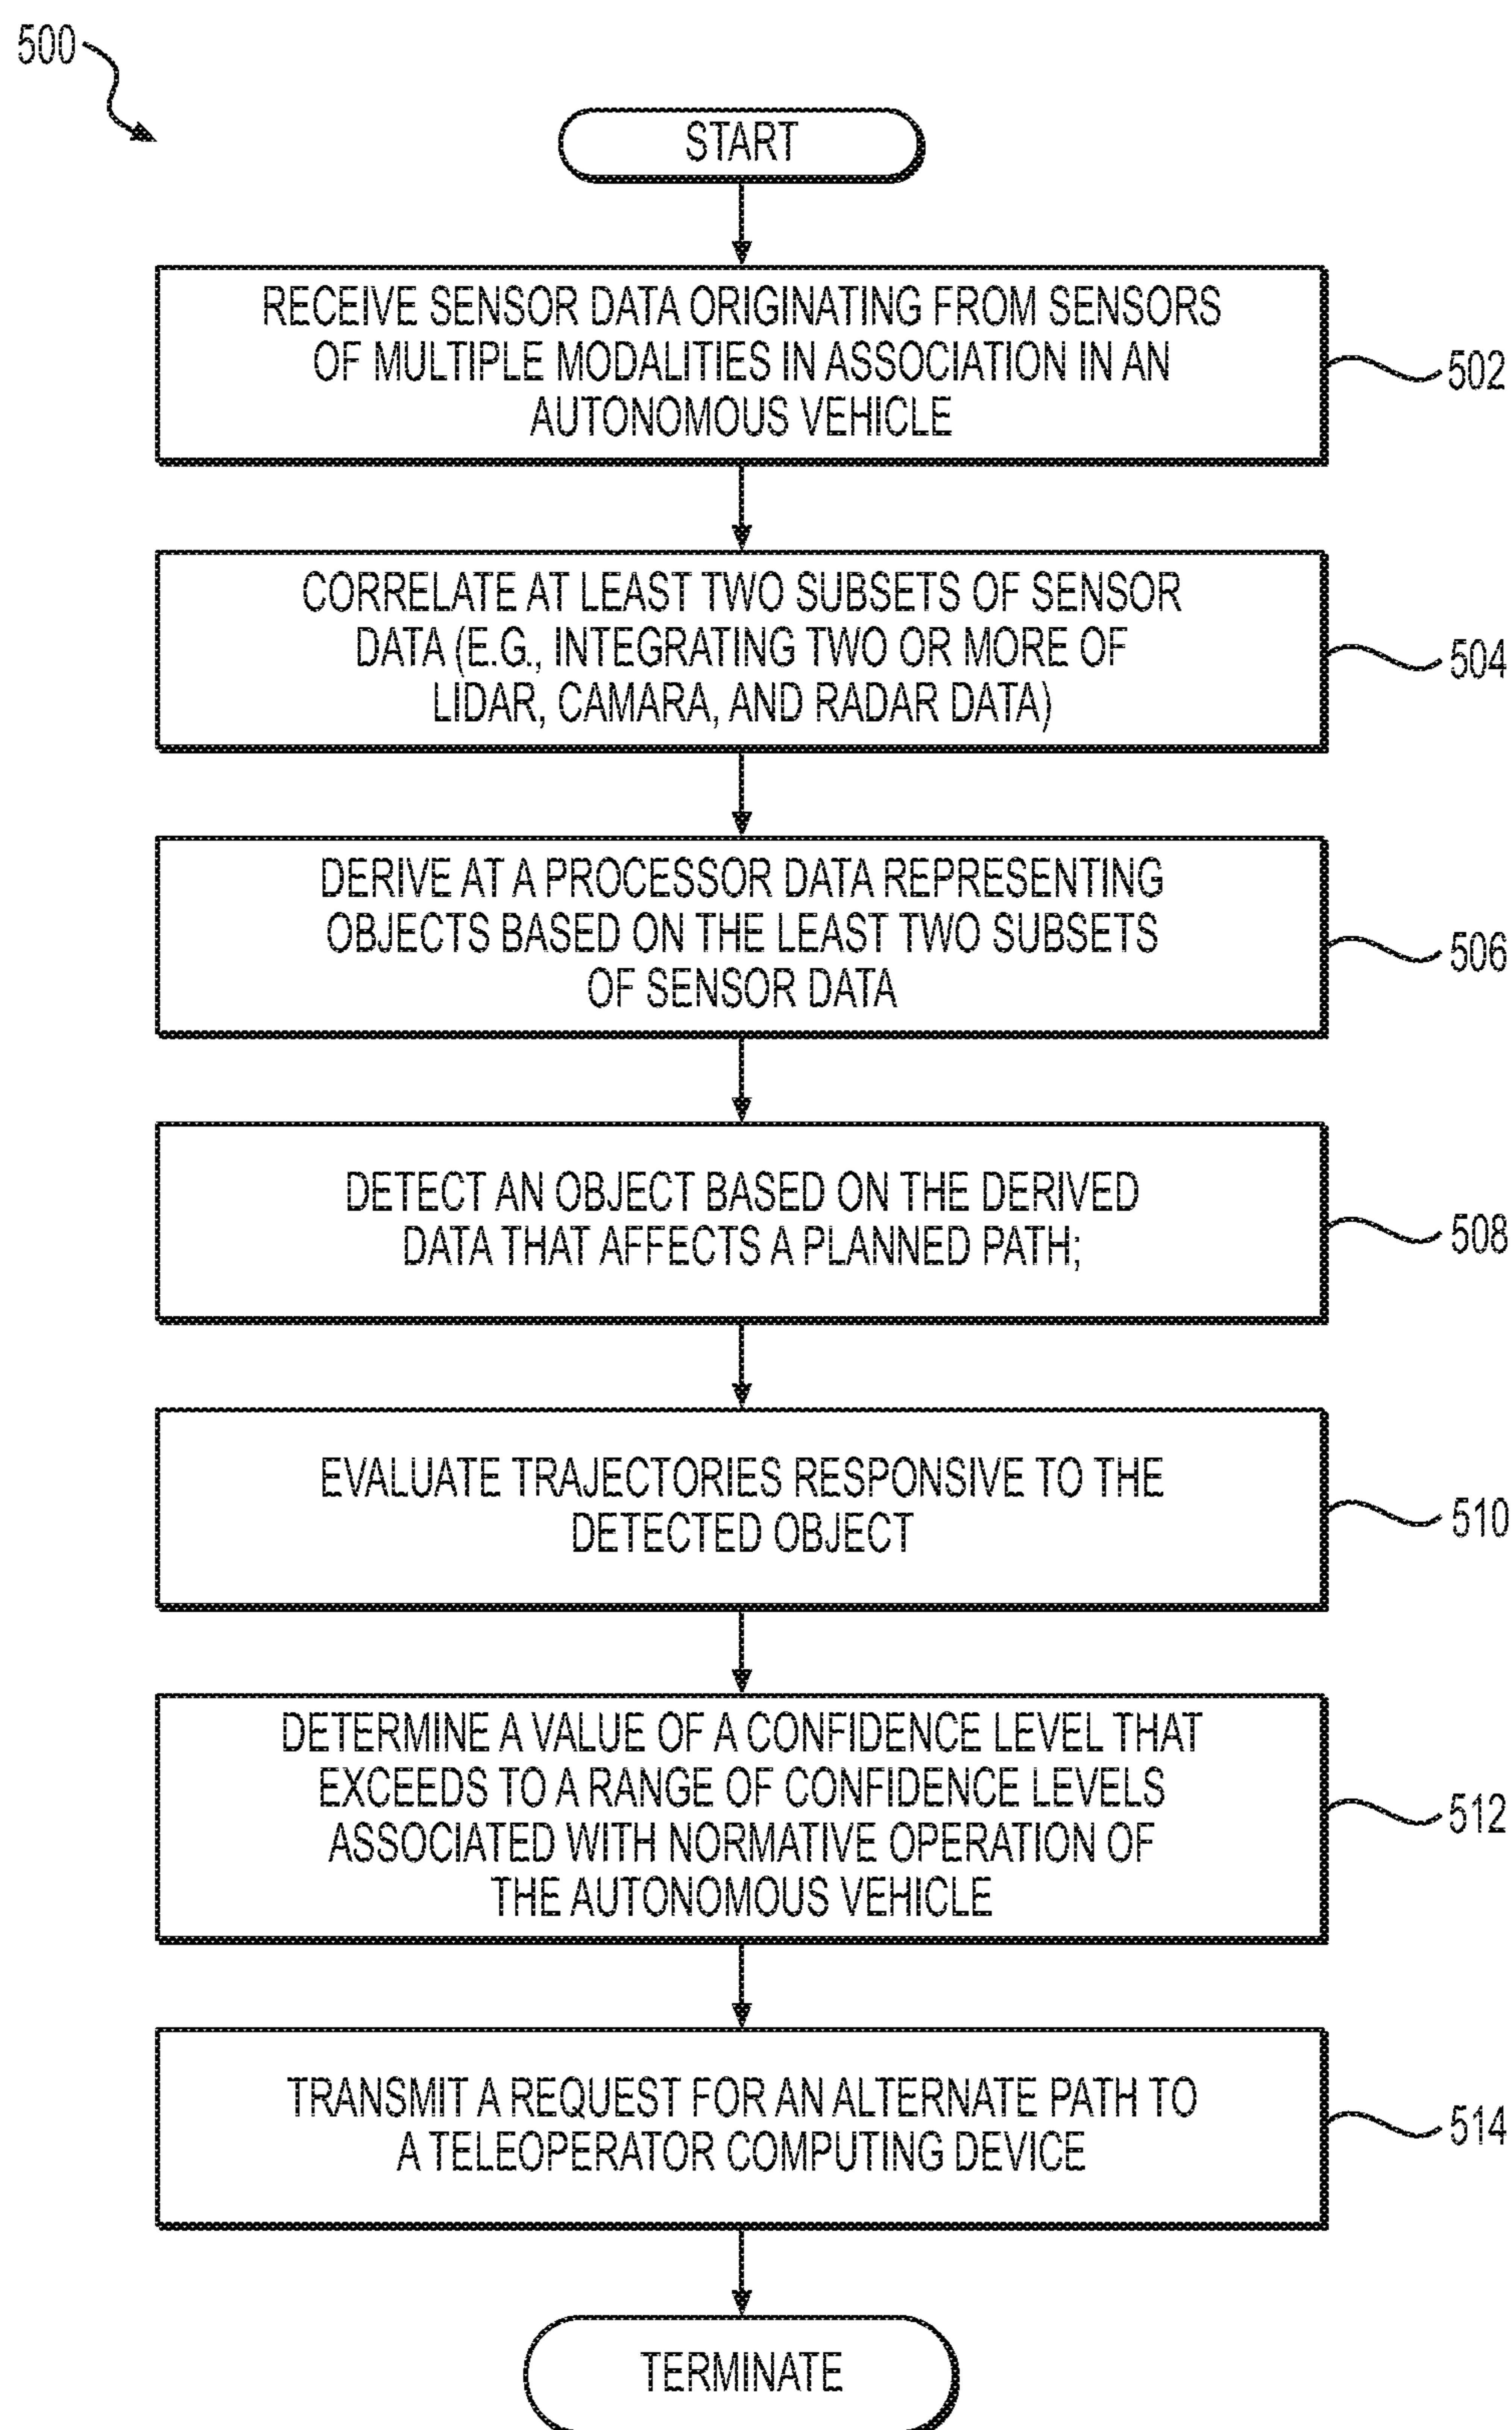 500
START
RECEIVE SENSOR DATA ORIGINATING FROM SENSORS
OF MULTIPLE MODALITIES IN ASSOCIATION IN AN
AUTONOMOUS VEHICLE
502
CORRELATE AT LEAST TWO SUBSETS OF SENSOR
DATA (E.G., INTEGRATING TWO OR MORE OF
LIDAR, CAMARA, AND RADAR DATA)
504
DERIVE AT A PROCESSOR DATA REPRESENTING
OBJECTS BASED ON THE LEAST TWO SUBSETS
OF SENSOR DATA
506
DETECT AN OBJECT BASED ON THE DERIVED
DATA THAT AFFECTS A PLANNED PATH;
508
EVALUATE TRAJECTORIES RESPONSIVE TO THE
DETECTED OBJECT
510
DETERMINE A VALUE OF A CONFIDENCE LEVEL THAT
EXCEEDS TO A RANGE OF CONFIDENCE LEVELS
ASSOCIATED WITH NORMATIVE OPERATION OF
THE AUTONOMOUS VEHICLE
512
TRANSMIT A REQUEST FOR AN ALTERNATE PATH TO
A TELEOPERATOR COMPUTING DEVICE
514
TERMINATE